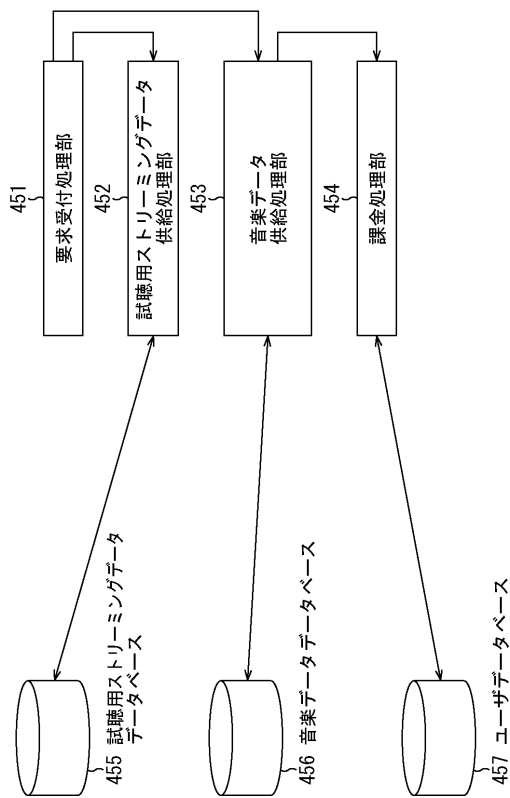 451
要求受付処理部
452
試聴用ストリーミングデータ
供給処理部
453
音楽データ
供給処理部
454
課金処理部
455 試聴用ストリーミングデータ
データベース
456 音楽データデータベース
457 ユーザデータベース